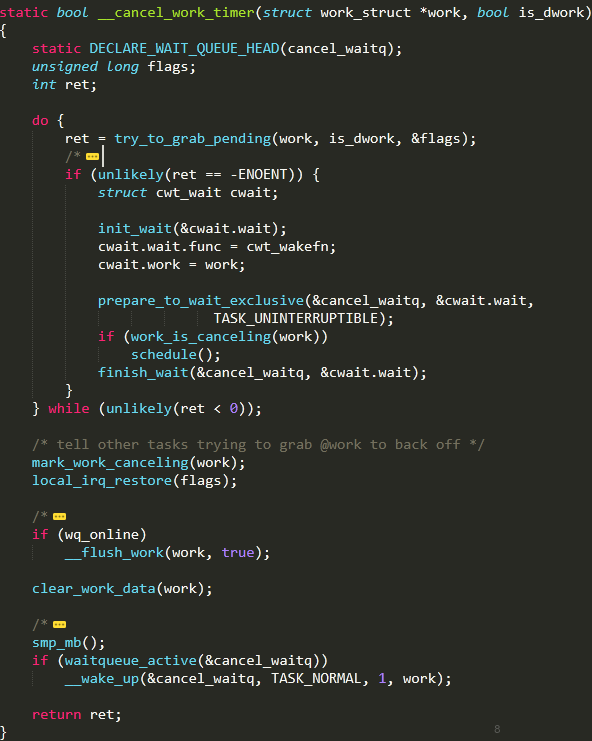 static bool __cancel_work_timer(struct work_struct *work, bool is_dwork)
{
    static DECLARE_WAIT_QUEUE_HEAD(cancel_waitq);
    unsigned long flags;
    int ret;

    do {
        ret = try_to_grab_pending(work, is_dwork, &flags);
        /*
        if (unlikely(ret == -ENOENT)) {
            struct cwt_wait cwait;

            init_wait(&cwait.wait);
            cwait.wait.func = cwt_wakefn;
            cwait.work = work;

            prepare_to_wait_exclusive(&cancel_waitq, &cwait.wait,
                          TASK_UNINTERRUPTIBLE);
            if (work_is_canceling(work))
                schedule();
            finish_wait(&cancel_waitq, &cwait.wait);
        }
    } while (unlikely(ret < 0));

    /* tell other tasks trying to grab @work to back off */
    mark_work_canceling(work);
    local_irq_restore(flags);

    /*
    if (wq_online)
        __flush_work(work, true);

    clear_work_data(work);

    /*
    smp_mb();
    if (waitqueue_active(&cancel_waitq))
        __wake_up(&cancel_waitq, TASK_NORMAL, 1, work);

    return ret;
}
8